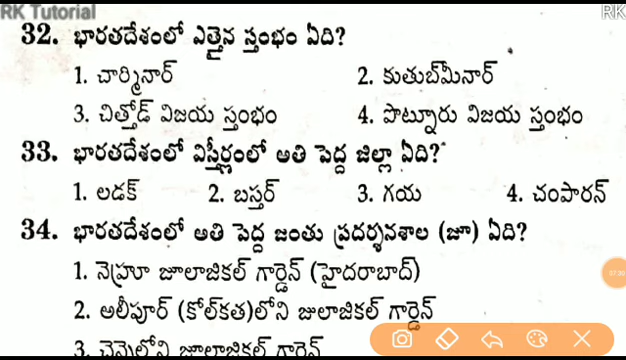 RK Tutorial
RK
32. భారతదేశంలో ఎత్తైన స్తంభం ఏది?
1. చార్మినార్ 2. కుతుబ్‌మీనార్
3. చిత్తోడ్ విజయ స్తంభం 4. పొట్నూరు విజయ స్తంభం
33. భారతదేశంలో విస్తీర్ణంలో అతి పెద్ద జిల్లా ఏది?
1. లడక్ 2. బస్తర్ 3. గయ 4. చంపారన్
34. భారతదేశంలో అతి పెద్ద జంతు ప్రదర్శనశాల (జూ) ఏది?
1. నెహ్రూ జూలాజికల్ గార్డెన్ (హైదరాబాద్)
2. అలీపూర్ (కోల్‌కత)లోని జులాజికల్ గార్డెన్
3. చెన్నైలోని జూలాజికల్ గార్డెన్